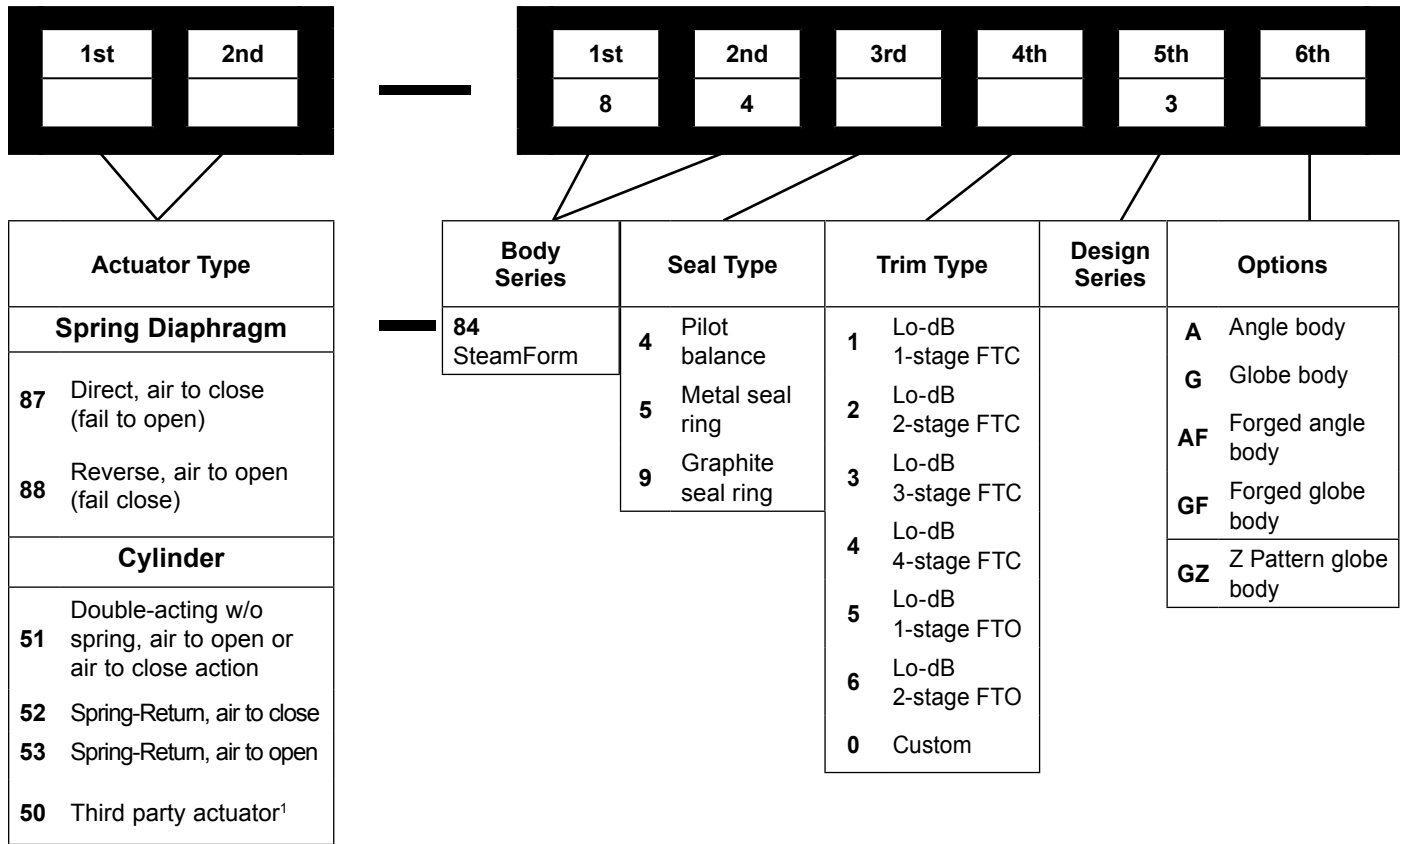 1st 2nd
1st 2nd 3rd 4th 5th 6th
8 4 3
Actuator Type
Spring Diaphragm
87 Direct, air to close
(fail to open)
88 Reverse, air to open
(fail close)
Cylinder
51 Double-acting w/o
spring, air to open or
air to close action
52 Spring-Return, air to close
53 Spring-Return, air to open
50 Third party actuator¹
Body
Series
84
SteamForm
Seal Type
4 Pilot
balance
5 Metal seal
ring
9 Graphite
seal ring
Trim Type
1 Lo-dB
1-stage FTC
2 Lo-dB
2-stage FTC
3 Lo-dB
3-stage FTC
4 Lo-dB
4-stage FTC
5 Lo-dB
1-stage FTO
6 Lo-dB
2-stage FTO
0 Custom
Design
Series
Options
A Angle body
G Globe body
AF Forged angle
body
GF Forged globe
body
GZ Z Pattern globe
body